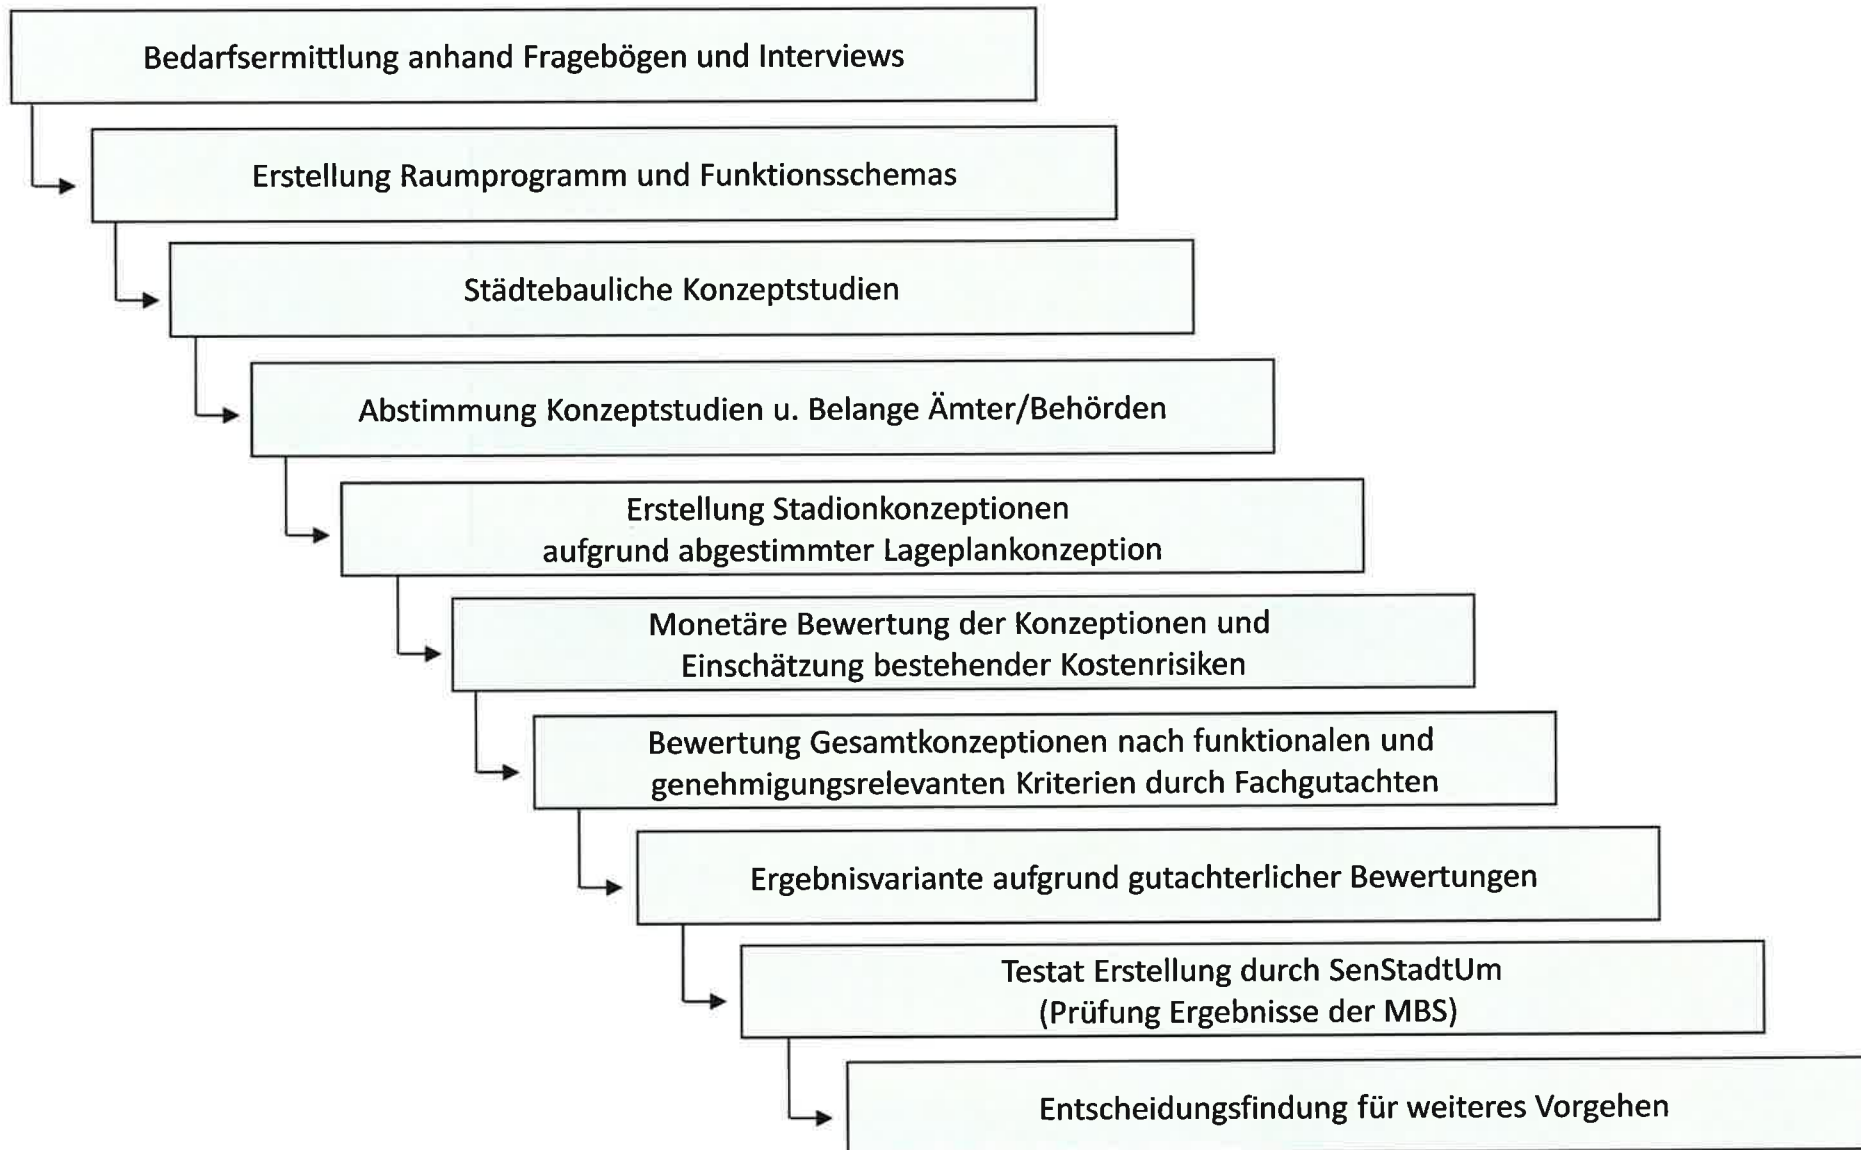 Bedarfsermittlung anhand Fragebögen und Interviews
Erstellung Raumprogramm und Funktionsschemas
Städtebauliche Konzeptstudien
Abstimmung Konzeptstudien u. Belange Ämter/Behörden
Erstellung Stadionkonzeptionen
aufgrund abgestimmter Lageplankonzeption
Monetäre Bewertung der Konzeptionen und
Einschätzung bestehender Kostenrisiken
Bewertung Gesamtkonzeptionen nach funktionalen und
genehmigungsrelevanten Kriterien durch Fachgutachten
Ergebnisvariante aufgrund gutachterlicher Bewertungen
Testat Erstellung durch SenStadtUm
(Prüfung Ergebnisse der MBS)
Entscheidungsfindung für weiteres Vorgehen